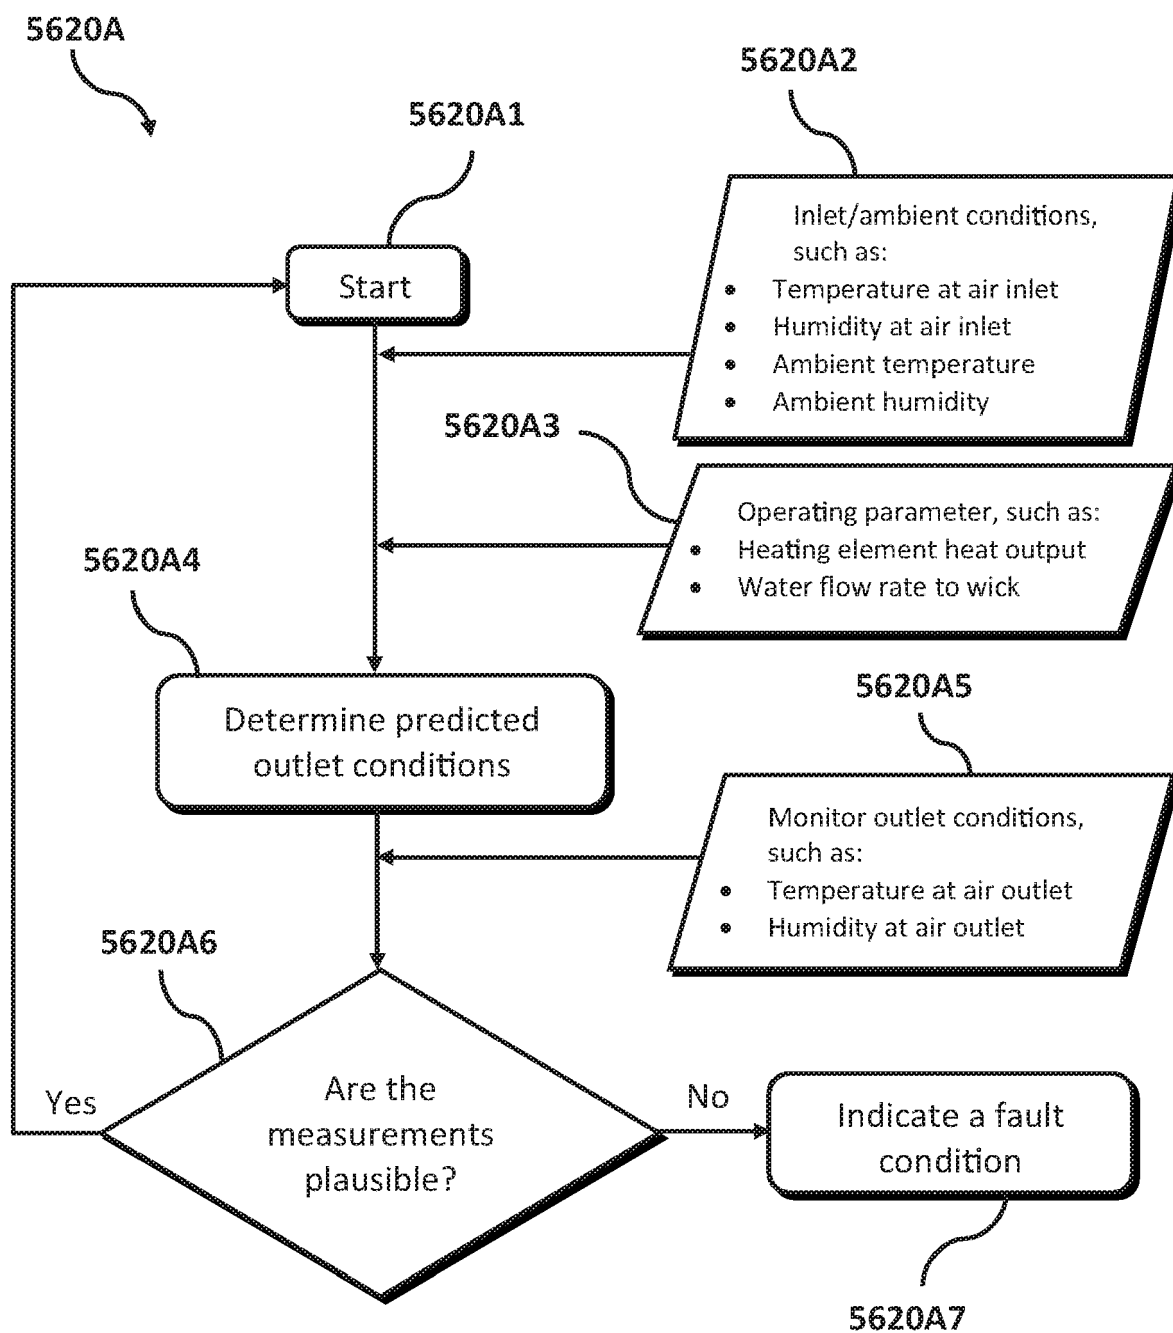 5620A
5620A2
5620A1
Inlet/ambient conditions,
such as:
• Temperature at air inlet
• Humidity at air inlet
• Ambient temperature
• Ambient humidity
Start
5620A3
Operating parameter, such as:
• Heating element heat output
• Water flow rate to wick
5620A4
Determine predicted
outlet conditions
5620A5
Monitor outlet conditions,
such as:
• Temperature at air outlet
• Humidity at air outlet
5620A6
Are the
measurements
plausible?
Yes
No
Indicate a fault
condition
5620A7